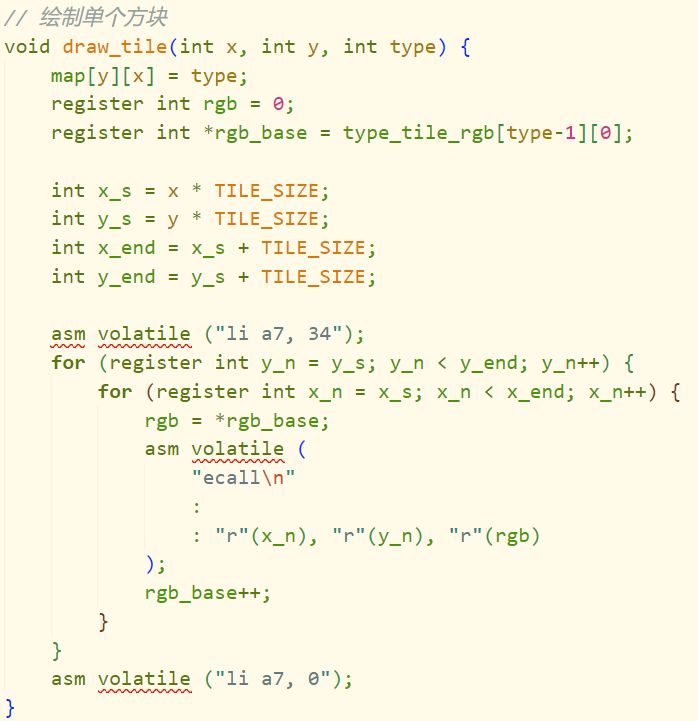 // 绘制单个方块
void draw_tile(int x, int y, int type) {
    map[y][x] = type;
    register int rgb = 0;
    register int *rgb_base = type_tile_rgb[type-1][0];

    int x_s = x * TILE_SIZE;
    int y_s = y * TILE_SIZE;
    int x_end = x_s + TILE_SIZE;
    int y_end = y_s + TILE_SIZE;

    asm volatile ("li a7, 34");
    for (register int y_n = y_s; y_n < y_end; y_n++) {
        for (register int x_n = x_s; x_n < x_end; x_n++) {
            rgb = *rgb_base;
            asm volatile (
                "ecall\n"
                :
                : "r"(x_n), "r"(y_n), "r"(rgb)
            );
            rgb_base++;
        }
    }
    asm volatile ("li a7, 0");
}